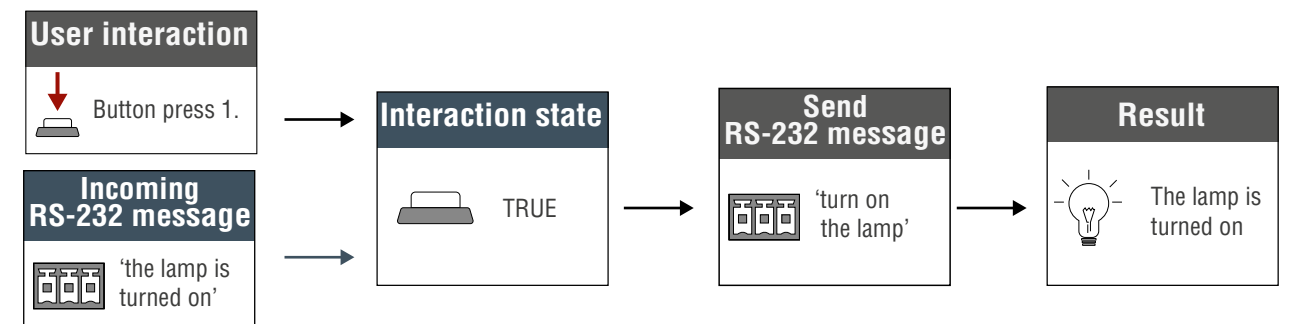 User interaction
Button press 1.
Incoming
RS-232 message
‘the lamp is
turned on’
Interaction state
TRUE
Send
RS-232 message
‘turn on
the lamp’
Result
The lamp is
turned on